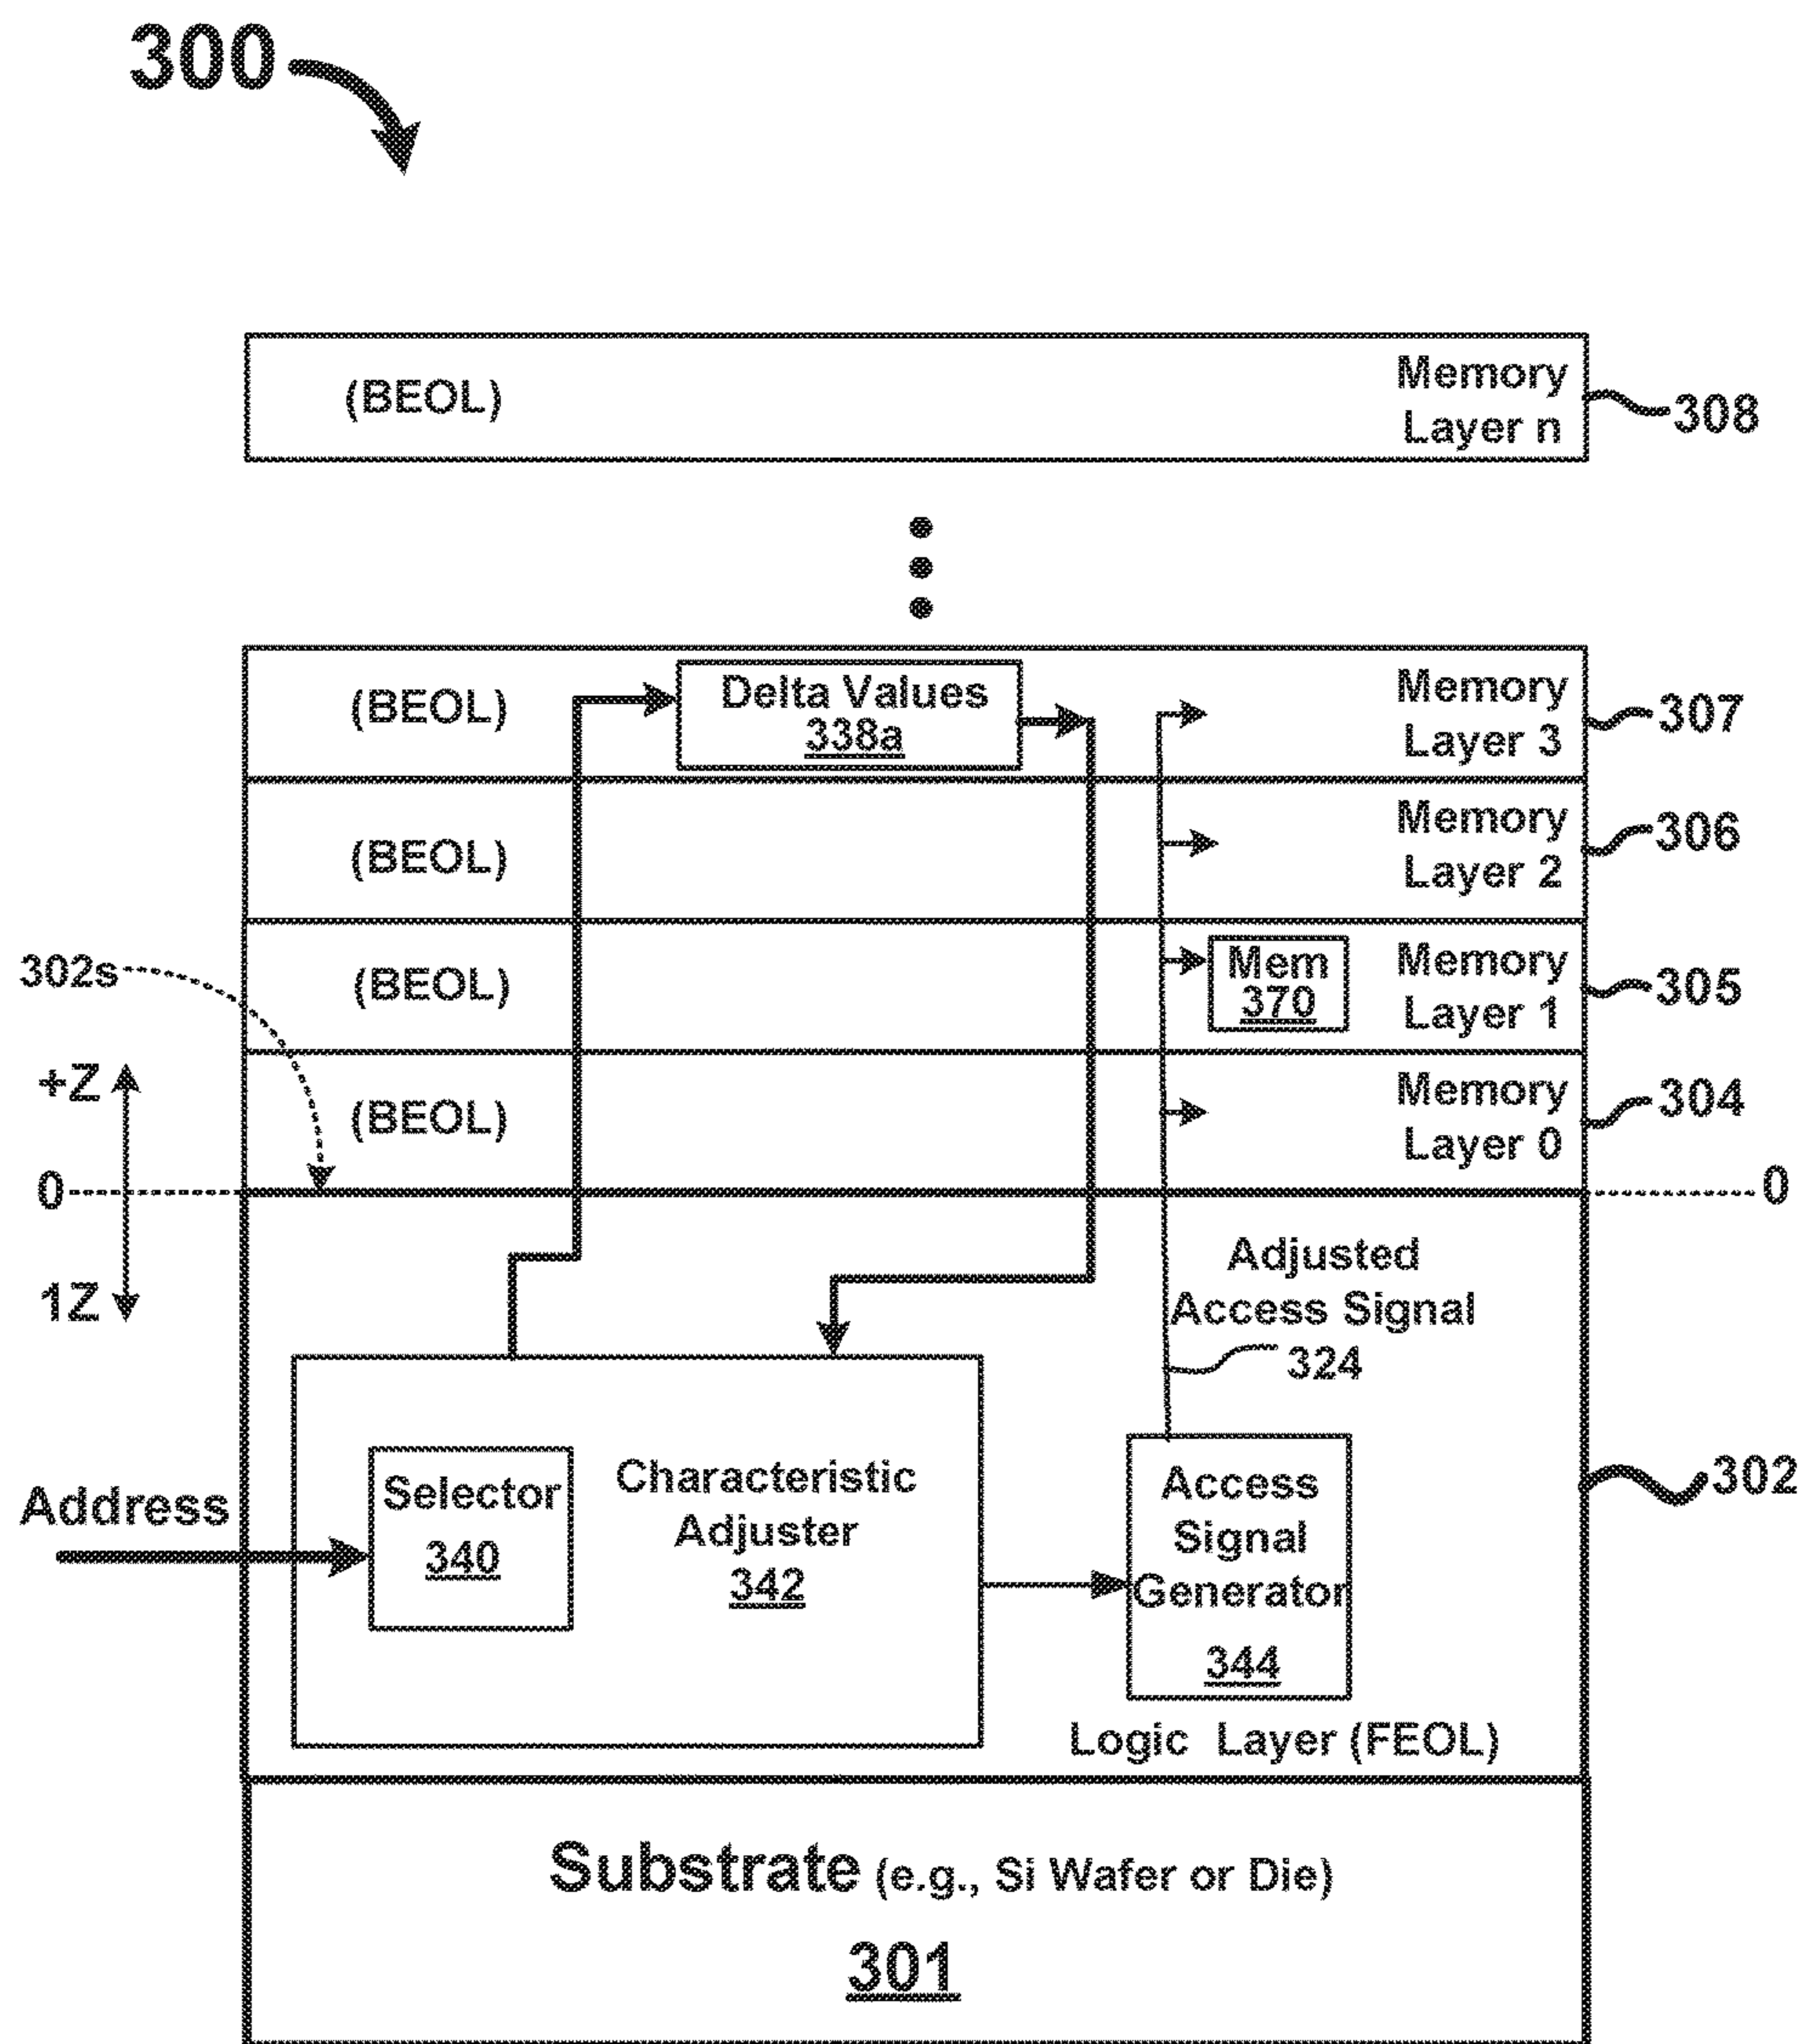 300
(BEOL)
Memory
Layer n
308
(BEOL)
Delta Values
338a
Memory
Layer 3
307
(BEOL)
Memory
Layer 2
306
302s
(BEOL)
Mem
370
Memory
Layer 1
305
+Z
(BEOL)
Memory
Layer 0
304
0
0
1Z
Adjusted
Access Signal
324
Address
Selector
340
Characteristic
Adjuster
342
Access
Signal
Generator
344
302
Logic Layer (FEOL)
Substrate (e.g., Si Wafer or Die)
301